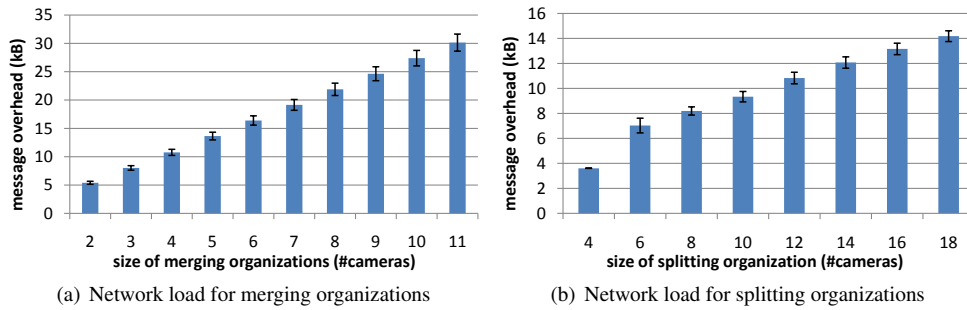 35
30
25
20
15
10
5
0
message overhead (kB)
2 3 4 5 6 7 8 9 10 11
size of merging organizations (#cameras)
(a) Network load for merging organizations
16
14
12
10
8
6
4
2
0
message overhead (kB)
4 6 8 10 12 14 16 18
size of splitting organization (#cameras)
(b) Network load for splitting organizations